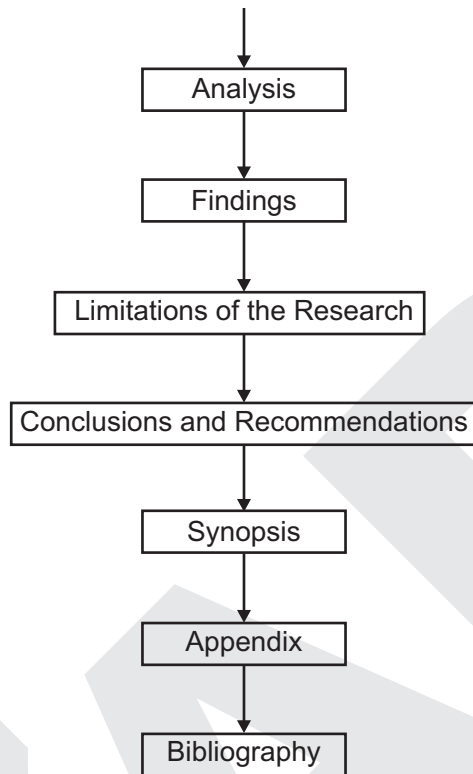 Analysis
Findings
Limitations of the Research
Conclusions and Recommendations
Synopsis
Appendix
Bibliography